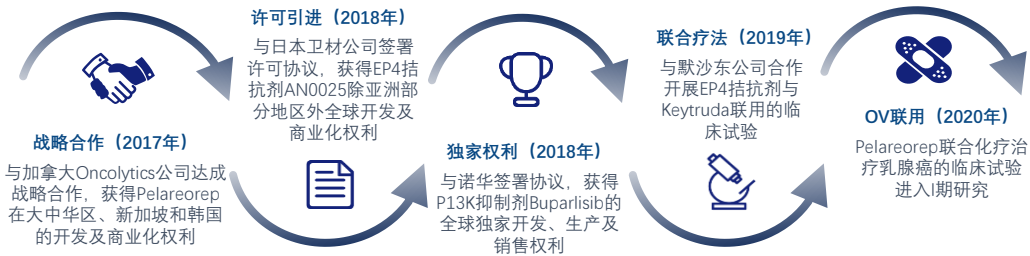 战略合作（2017年）
与加拿大Oncolytics公司达成
战略合作，获得Pelareorep
在大中华区、新加坡和韩国
的开发及商业化权利
许可引进（2018年）
与日本卫材公司签署
许可协议，获得EP4拮
抗剂AN0025除亚洲部
分地区外全球开发及
商业化权利
独家权利（2018年）
与诺华签署协议，获得
P13K抑制剂Buparlisib的
全球独家开发、生产及
销售权利
联合疗法（2019年）
与默沙东公司合作
开展EP4拮抗剂与
Keytruda联用的临
床试验
OV联用（2020年）
Pelareorep联合化疗治
疗乳腺癌的临床试验
进入I期研究